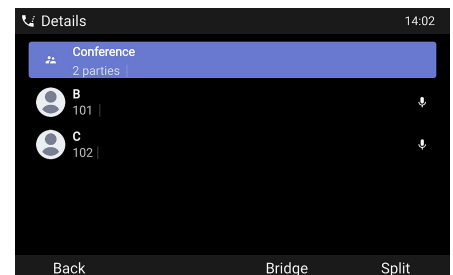 Details 14:02
Conference
2 parties
B
101
C
102
Back Bridge Split